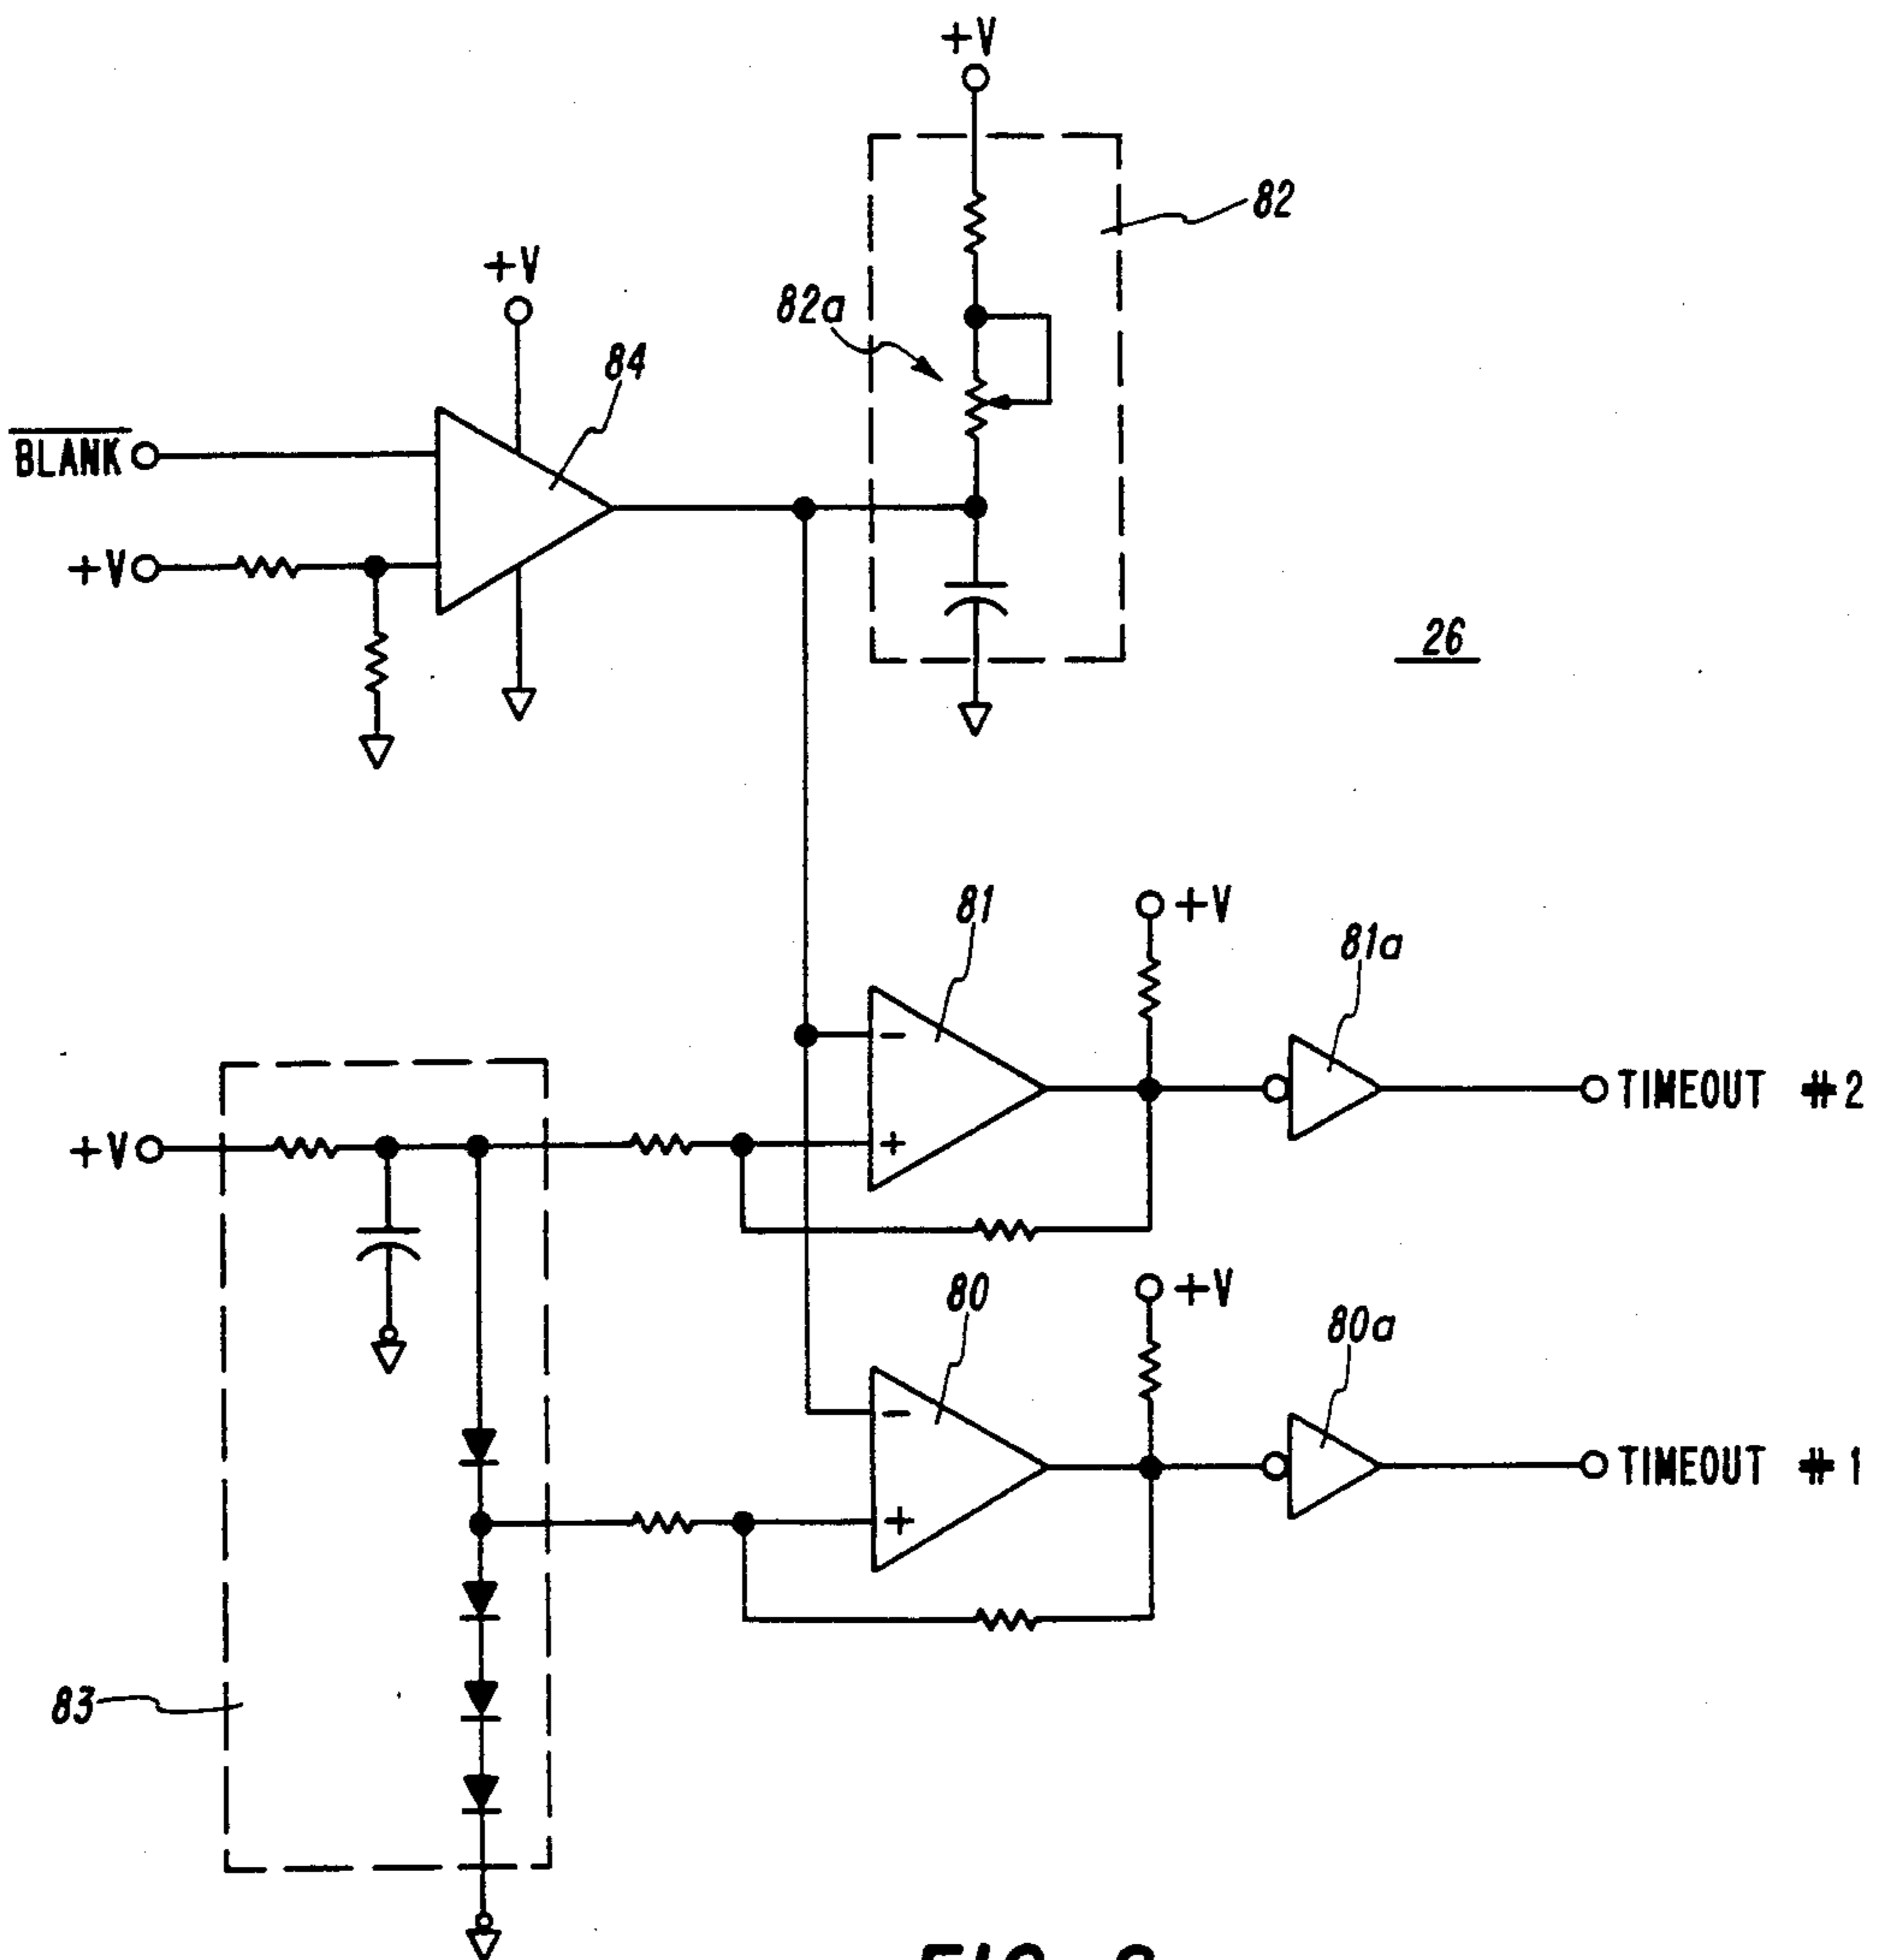 +V
82
+V
82a
84
BLANK
+V
26
81
+V
81a
TIMEOUT #2
+V
80
+V
80a
TIMEOUT #1
83